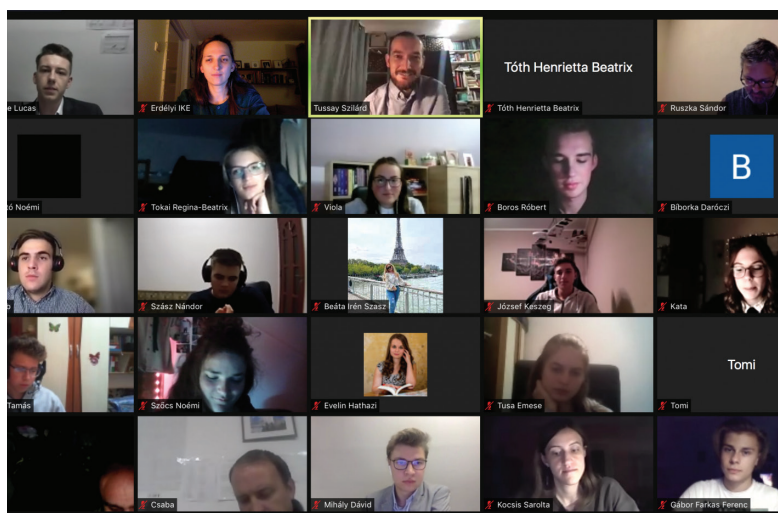 e Lucas
Erdélyi IKE
Tussay Szilárd
Tóth Henrietta Beatrix
Tóth Henrietta Beatrix
Ruszka Sándor
tó Noémi
Tokai Regina-Beatrix
Viola
Boros Róbert
B
Bíborka Daróczi
b
Szász Nándor
Beáta Irén Szasz
József Keszeg
Kata
Tamás
Szőcs Noémi
Evelin Hathazi
Tusa Emese
Tomi
Tomi
Csaba
Mihály Dávid
Kocsis Sarolta
Gábor Farkas Ferenc